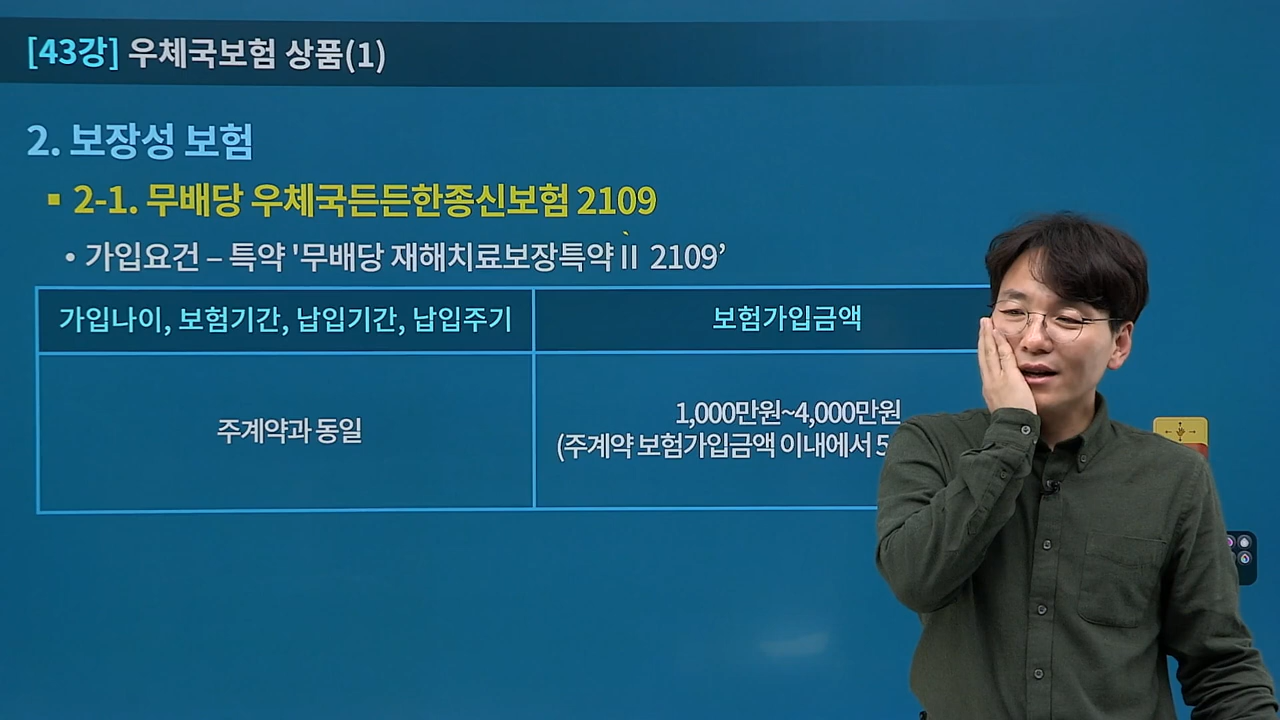 [43강] 우체국보험 상품(1)
2. 보장성 보험
▪ 2-1. 무배당 우체국든든한종신보험 2109
• 가입요건 – 특약 '무배당 재해치료보장특약Ⅱ 2109’
가입나이, 보험기간, 납입기간, 납입주기
보험가입금액
주계약과 동일
1,000만원~4,000만원
(주계약 보험가입금액 이내에서